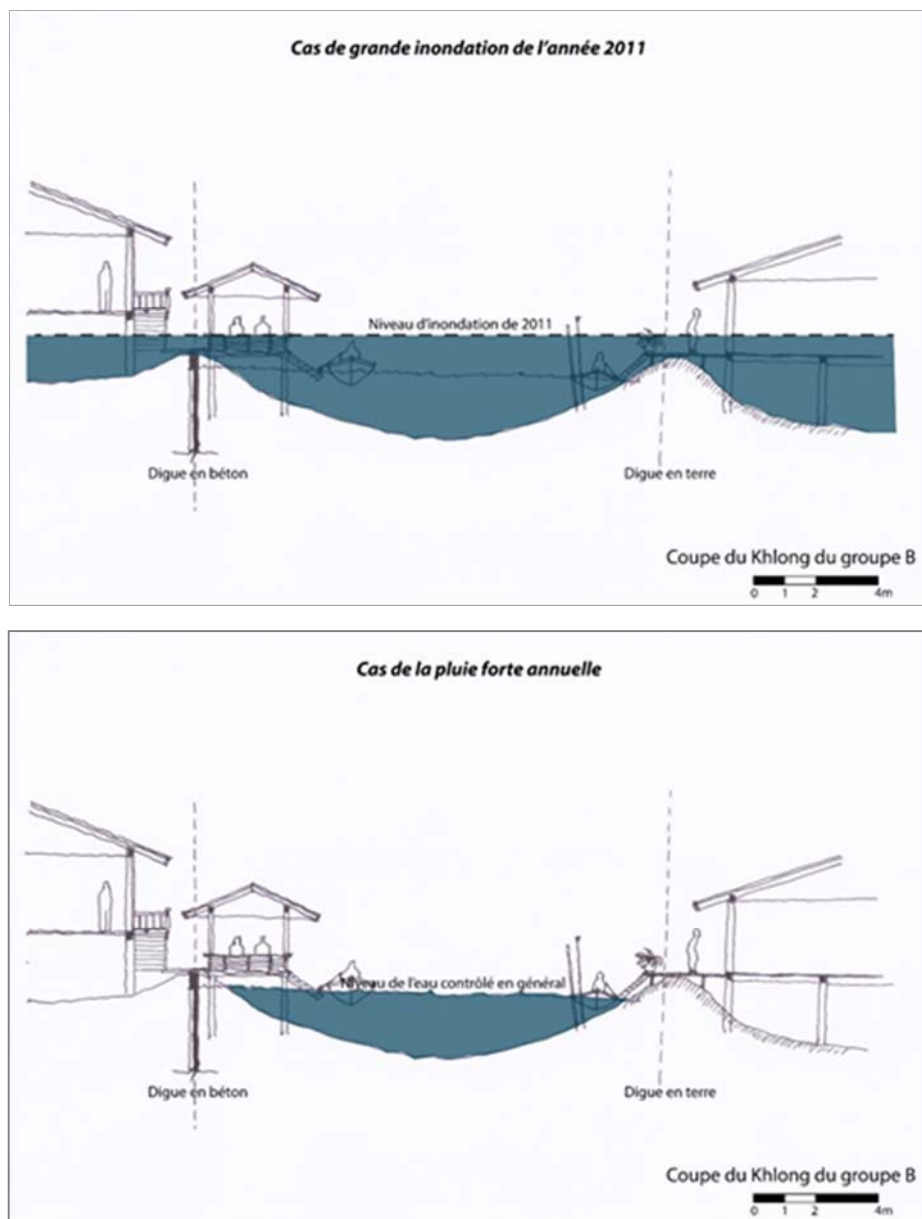 Cas de grande inondation de l'année 2011
Niveau d'inondation de 2011
Digue en béton
Digue en terre
Coupe du Khlong du groupe B
0 1 2 4m
Cas de la pluie forte annuelle
Niveau de l'eau contrôlé en général
Digue en béton
Digue en terre
Coupe du Khlong du groupe B
0 1 2 4m